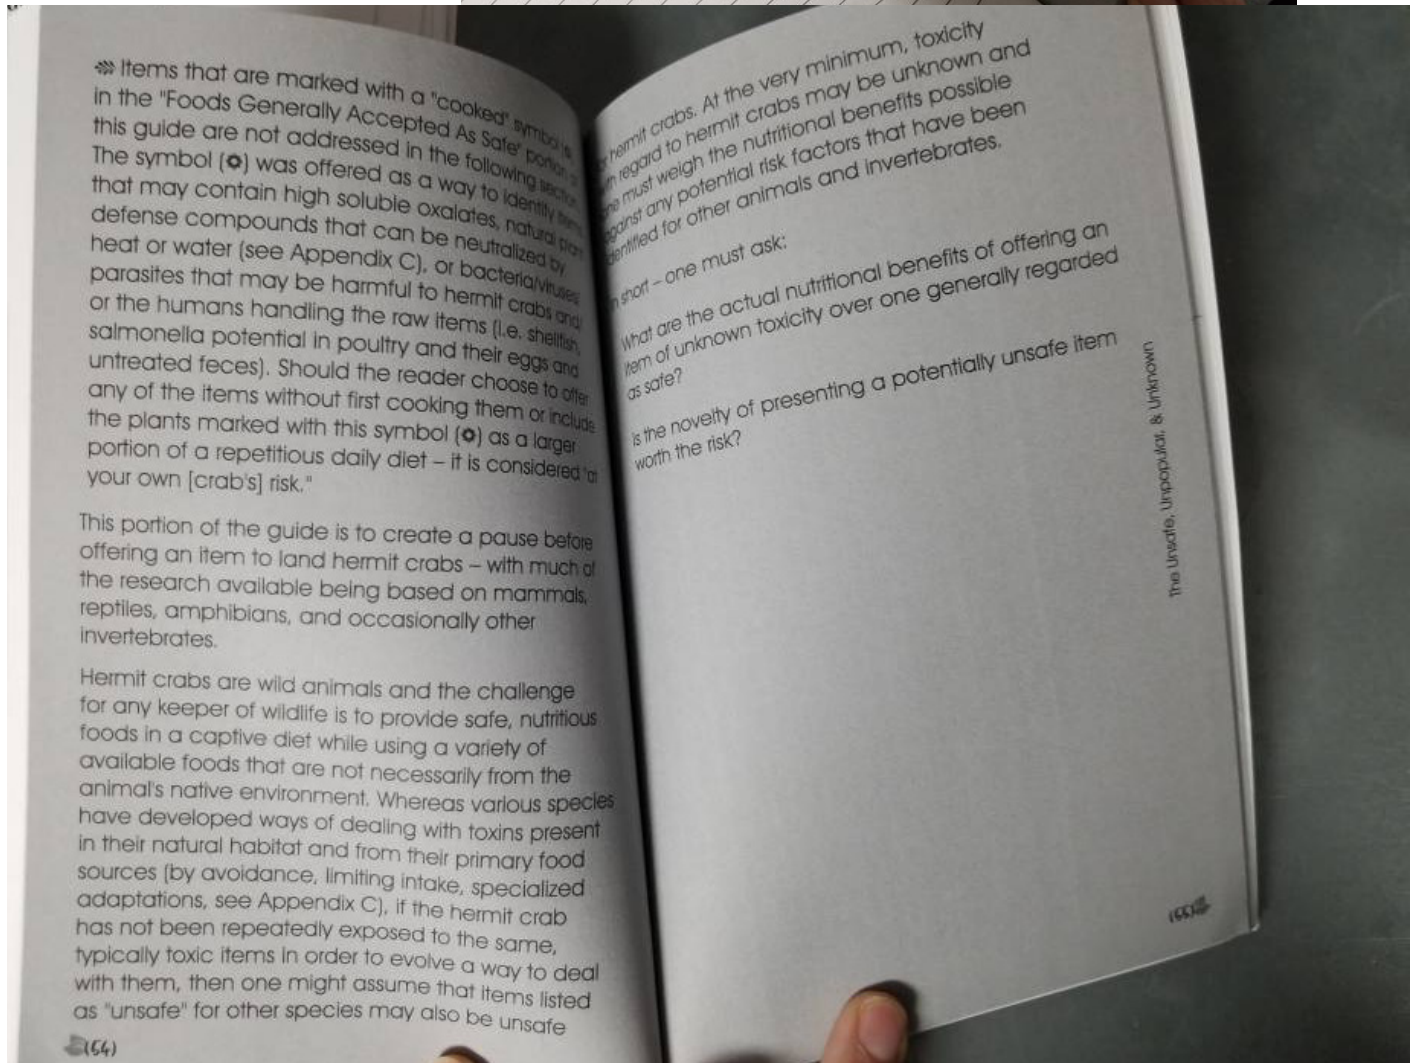 Items that are marked with a "cooked" symbol
in the "Foods Generally Accepted As Safe" portion
this guide are not addressed in the following section.
The symbol (✪) was offered as a way to identify items
that may contain high soluble oxalates, natural plant
defense compounds that can be neutralized by
heat or water (see Appendix C), or bacteria/viruses
parasites that may be harmful to hermit crabs and/
or the humans handling the raw items (i.e. shellfish,
salmonella potential in poultry and their eggs and
untreated feces). Should the reader choose to offer
any of the items without first cooking them or include
the plants marked with this symbol (✪) as a larger
portion of a repetitious daily diet – it is considered "at
your own [crab's] risk."
This portion of the guide is to create a pause before
offering an item to land hermit crabs – with much of
the research available being based on mammals,
reptiles, amphibians, and occasionally other
invertebrates.
Hermit crabs are wild animals and the challenge
for any keeper of wildlife is to provide safe, nutritious
foods in a captive diet while using a variety of
available foods that are not necessarily from the
animal's native environment. Whereas various species
have developed ways of dealing with toxins present
in their natural habitat and from their primary food
sources (by avoidance, limiting intake, specialized
adaptations, see Appendix C), if the hermit crab
has not been repeatedly exposed to the same,
typically toxic items in order to evolve a way to deal
with them, then one might assume that items listed
as "unsafe" for other species may also be unsafe
(54)
hermit crabs. At the very minimum, toxicity
regard to hermit crabs may be unknown and
must weigh the nutritional benefits possible
against any potential risk factors that have been
identified for other animals and invertebrates.
short – one must ask:
What are the actual nutritional benefits of offering an
item of unknown toxicity over one generally regarded
as safe?
Is the novelty of presenting a potentially unsafe item
worth the risk?
The Unsafe, Unpopular, & Unknown
(55)